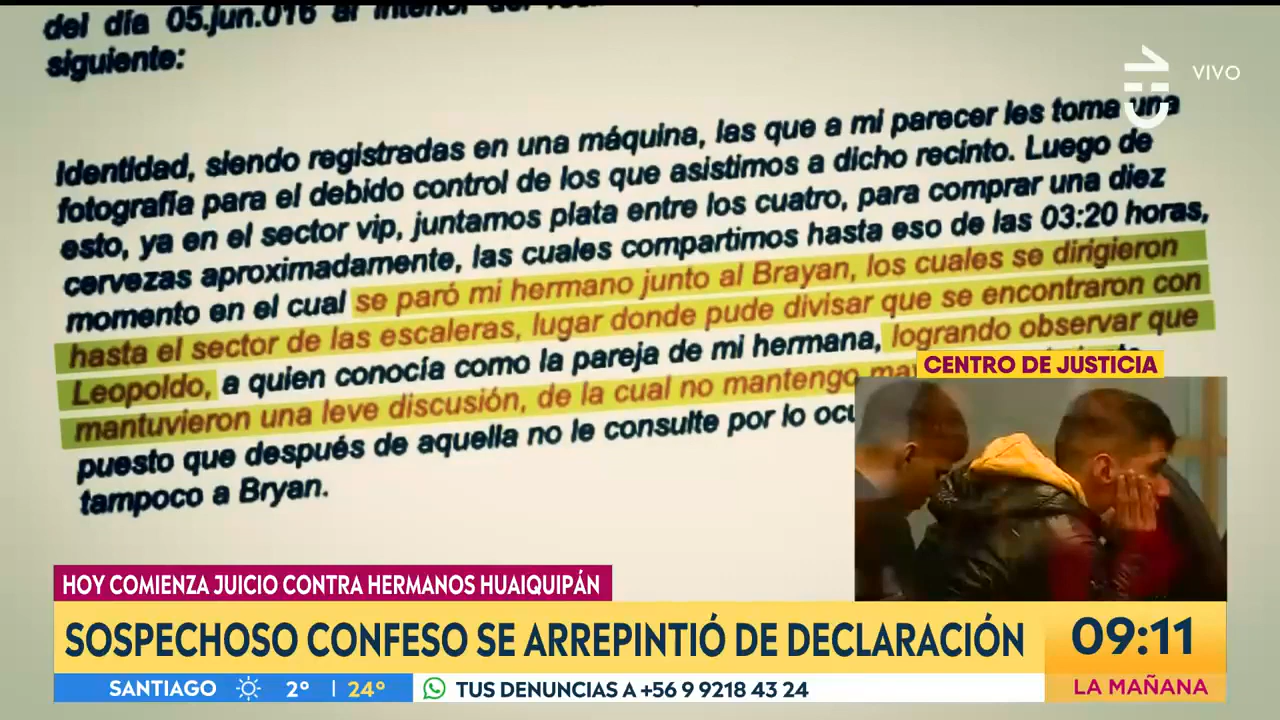 del día 05.jun.016 al interior del
siguiente:
VIVO
Identidad, siendo registradas en una máquina, las que a mi parecer les toma una
fotografía para el debido control de los que asistimos a dicho recinto. Luego de
esto, ya en el sector vip, juntamos plata entre los cuatro, para comprar una diez
cervezas aproximadamente, las cuales compartimos hasta eso de las 03:20 horas,
momento en el cual se paró mi hermano junto al Brayan, los cuales se dirigieron
hasta el sector de las escaleras, lugar donde pude divisar que se encontraron con
Leopoldo, a quien conocía como la pareja de mi hermana, logrando observar que
mantuvieron una leve discusión, de la cual no mantengo
puesto que después de aquella no le consulte por lo
tampoco a Bryan.
CENTRO DE JUSTICIA
HOY COMIENZA JUICIO CONTRA HERMANOS HUAIQUIPÁN
SOSPECHOSO CONFESO SE ARREPINTIÓ DE DECLARACIÓN
09:11
LA MAÑANA
SANTIAGO 2° | 24° TUS DENUNCIAS A +56 9 9218 43 24